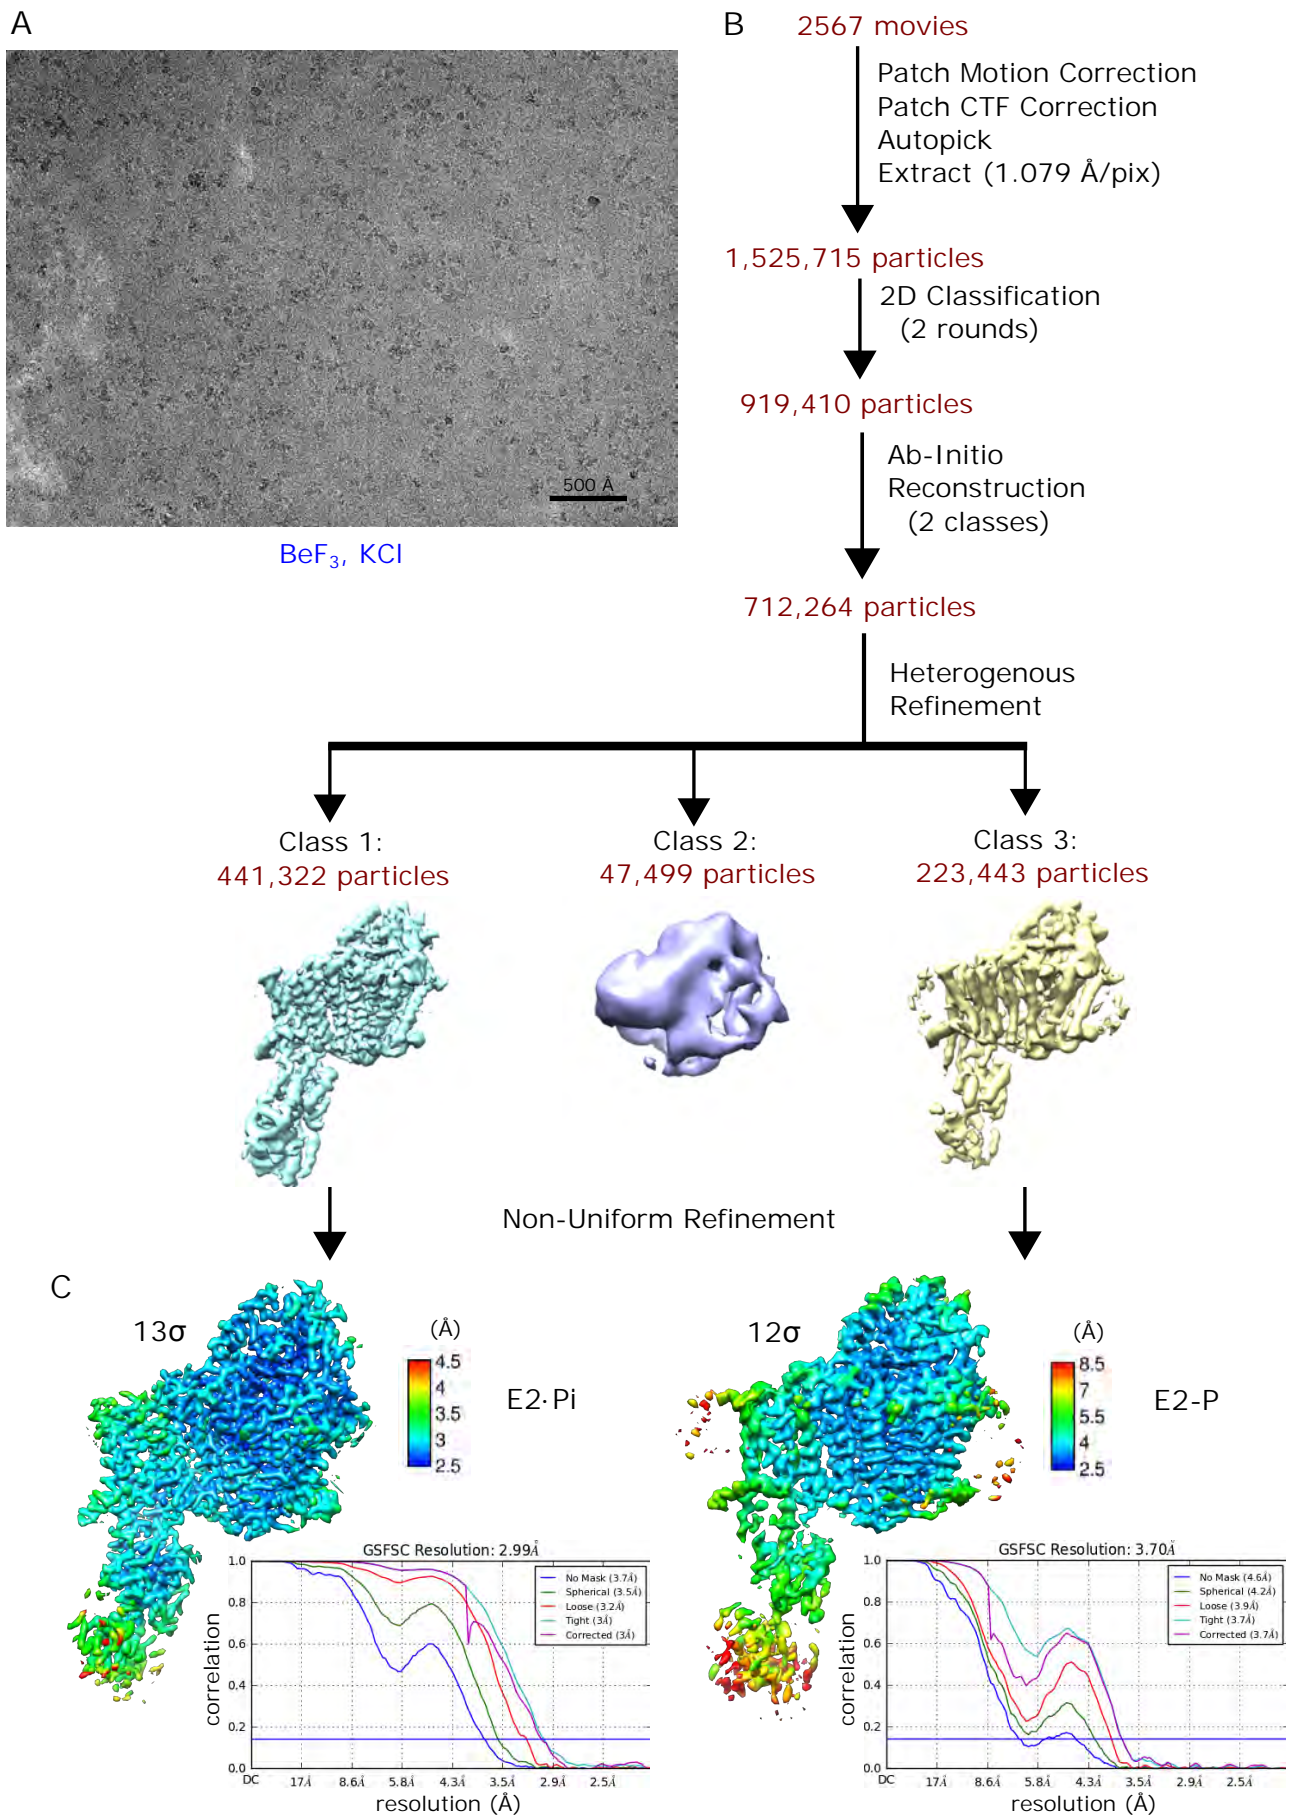 A
500 Å
BeF₃, KCl
B
2567 movies
Patch Motion Correction
Patch CTF Correction
Autopick
Extract (1.079 Å/pix)
1,525,715 particles
2D Classification
(2 rounds)
919,410 particles
Ab-Initio
Reconstruction
(2 classes)
712,264 particles
Heterogenous
Refinement
Class 1:
441,322 particles
Class 2:
47,499 particles
Class 3:
223,443 particles
Non-Uniform Refinement
C
13σ
(Å)
4.5
4
3.5
3
2.5
E2·Pi
GSFSC Resolution: 2.99Å
No Mask (3.7Å)
Spherical (3.5Å)
Loose (3.2Å)
Tight (3Å)
Corrected (3Å)
correlation
1.0
0.8
0.6
0.4
0.2
0.0
DC 17Å 8.6Å 5.8Å 4.3Å 3.5Å 2.9Å 2.5Å
resolution (Å)
12σ
(Å)
8.5
7
5.5
4
2.5
E2-P
GSFSC Resolution: 3.70Å
No Mask (4.6Å)
Spherical (4.2Å)
Loose (3.9Å)
Tight (3.7Å)
Corrected (3.7Å)
correlation
1.0
0.8
0.6
0.4
0.2
0.0
DC 17Å 8.6Å 5.8Å 4.3Å 3.5Å 2.9Å 2.5Å
resolution (Å)